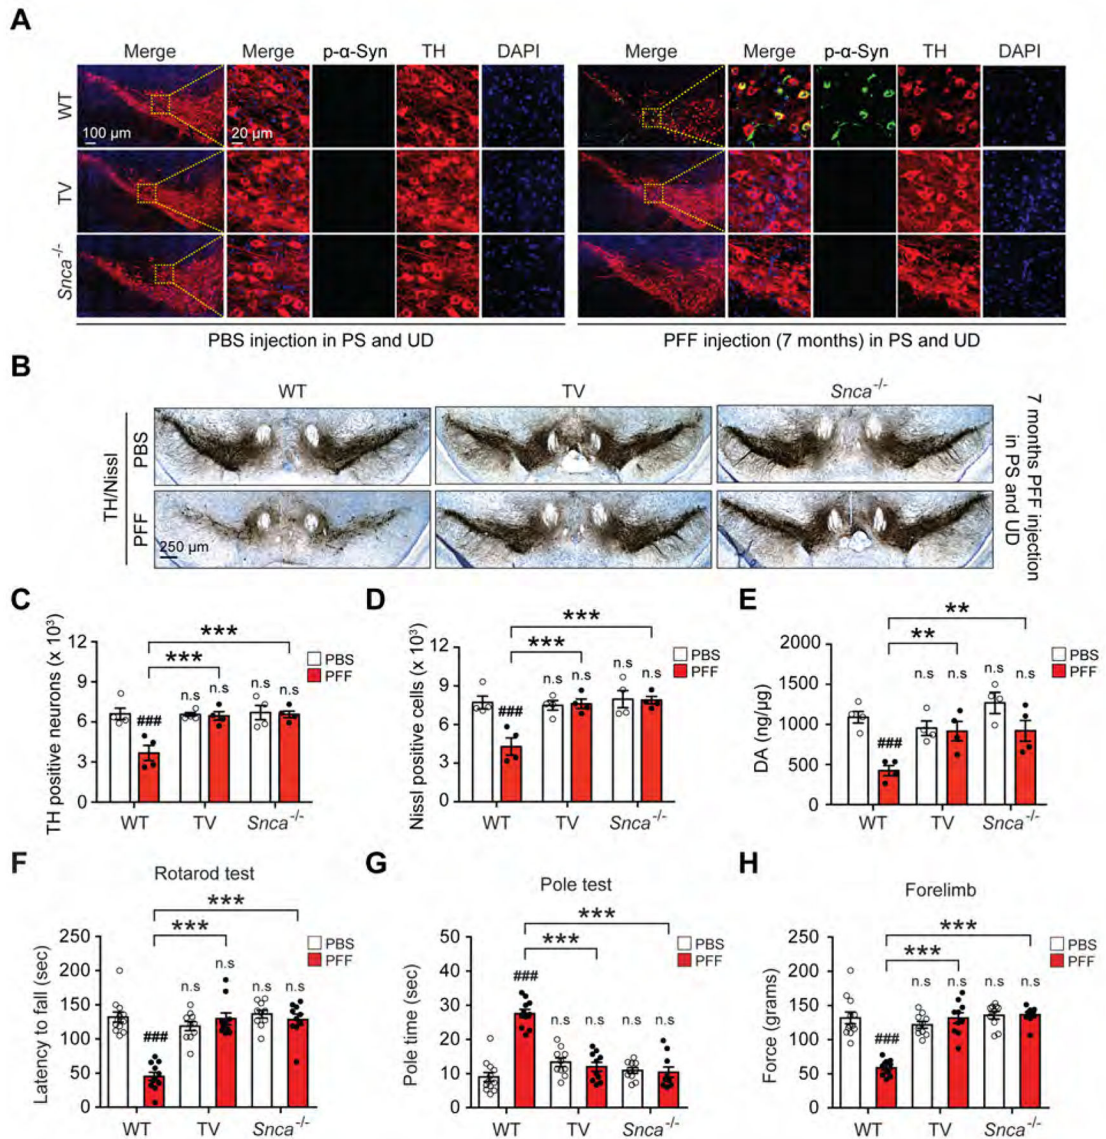 A
Merge Merge p-α-Syn TH DAPI Merge Merge p-α-Syn TH DAPI
WT
100 µm 20 µm
TV
Snca-/-
PBS injection in PS and UD PFF injection (7 months) in PS and UD
B
WT TV Snca-/-
TH/Nissl
PBS
PFF
250 µm
7 months PFF injection
in PS and UD
C
TH positive neurons (x 10³)
12
9
6
3
0
***
***
###
n.s n.s n.s n.s
PBS
PFF
WT TV Snca-/-
D
Nissl positive cells (x 10³)
12
9
6
3
0
***
***
###
n.s n.s n.s n.s
PBS
PFF
WT TV Snca-/-
E
DA (ng/µg)
2000
1500
1000
500
0
**
**
###
n.s n.s n.s n.s
PBS
PFF
WT TV Snca-/-
F
Rotarod test
Latency to fall (sec)
250
200
150
100
50
0
***
***
###
n.s n.s n.s n.s
PBS
PFF
WT TV Snca-/-
G
Pole test
Pole time (sec)
50
40
30
20
10
0
***
***
###
n.s n.s n.s n.s
PBS
PFF
WT TV Snca-/-
H
Forelimb
Force (grams)
250
200
150
100
50
0
***
***
###
n.s n.s n.s n.s
PBS
PFF
WT TV Snca-/-